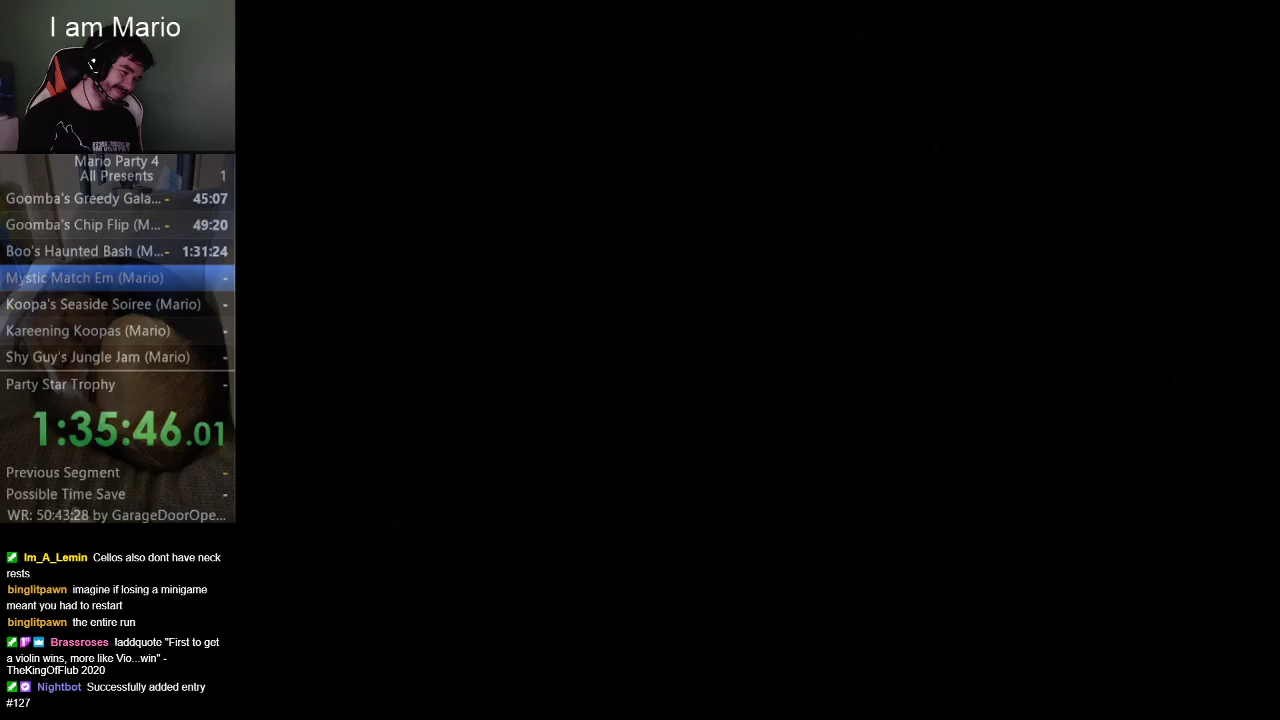 I am Mario
Mario Party 4
All Presents 1
Goomba's Greedy Gala... - 45:07
Goomba's Chip Flip (M... - 49:20
Boo's Haunted Bash (M... - 1:31:24
Mystic Match Em (Mario) -
Koopa's Seaside Soiree (Mario) -
Kareening Koopas (Mario) -
Shy Guy's Jungle Jam (Mario) -
Party Star Trophy -
1:35:46.01
Previous Segment -
Possible Time Save -
WR: 50:43:28 by GarageDoorOpe...
Im_A_Lemin Cellos also dont have neck
rests
binglitpawn imagine if losing a minigame
meant you had to restart
binglitpawn the entire run
Brassroses !addquote "First to get
a violin wins, more like Vio...win" -
TheKingOfFlub 2020
Nightbot Successfully added entry
#127